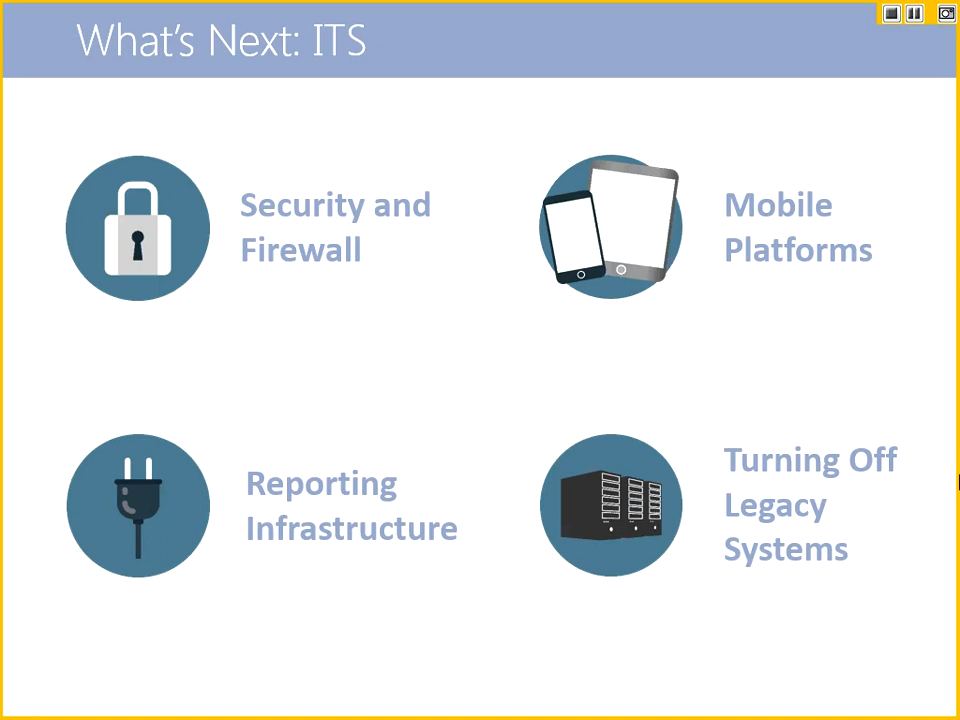 What's Next: ITS
Security and
Firewall
Mobile
Platforms
Reporting
Infrastructure
Turning Off
Legacy
Systems